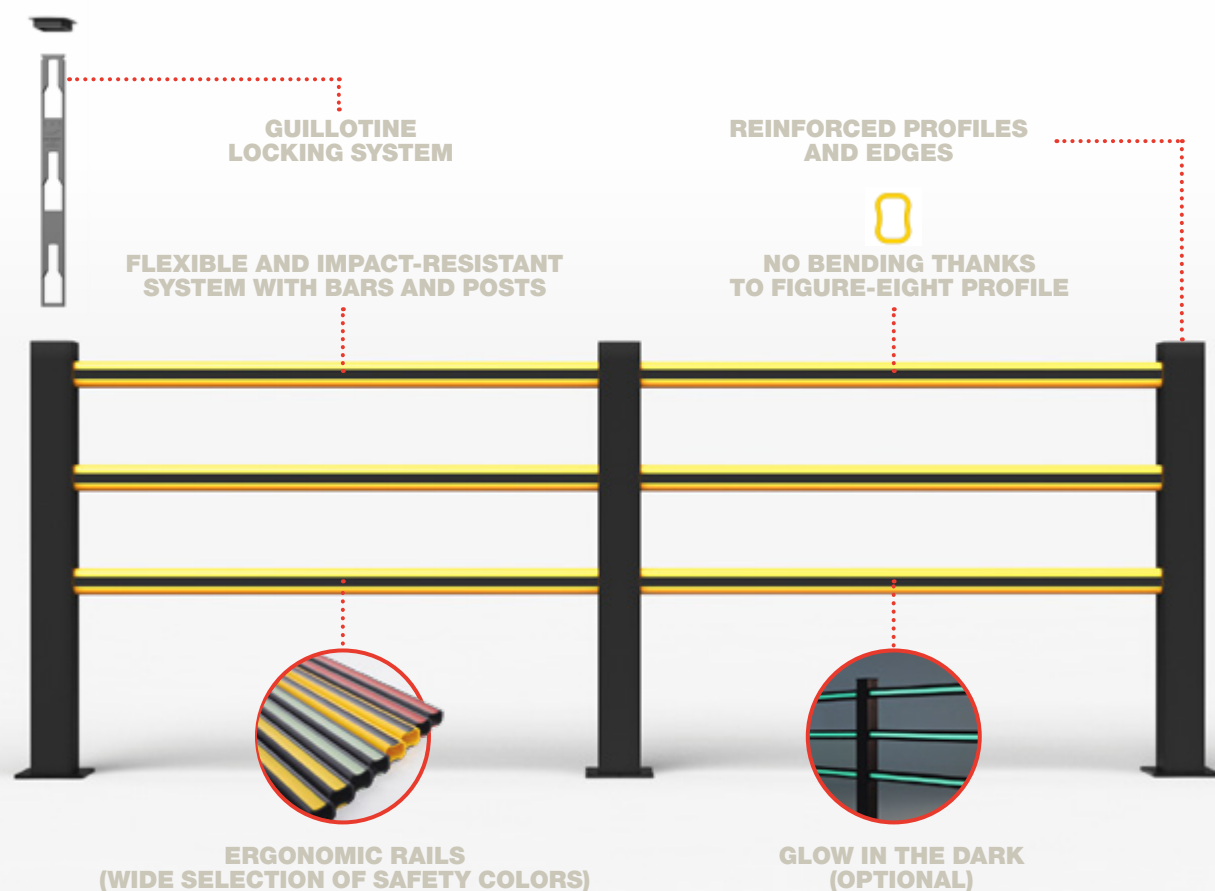 GUILLOTINE
LOCKING SYSTEM
REINFORCED PROFILES
AND EDGES
FLEXIBLE AND IMPACT-RESISTANT
SYSTEM WITH BARS AND POSTS
NO BENDING THANKS
TO FIGURE-EIGHT PROFILE
ERGONOMIC RAILS
(WIDE SELECTION OF SAFETY COLORS)
GLOW IN THE DARK
(OPTIONAL)